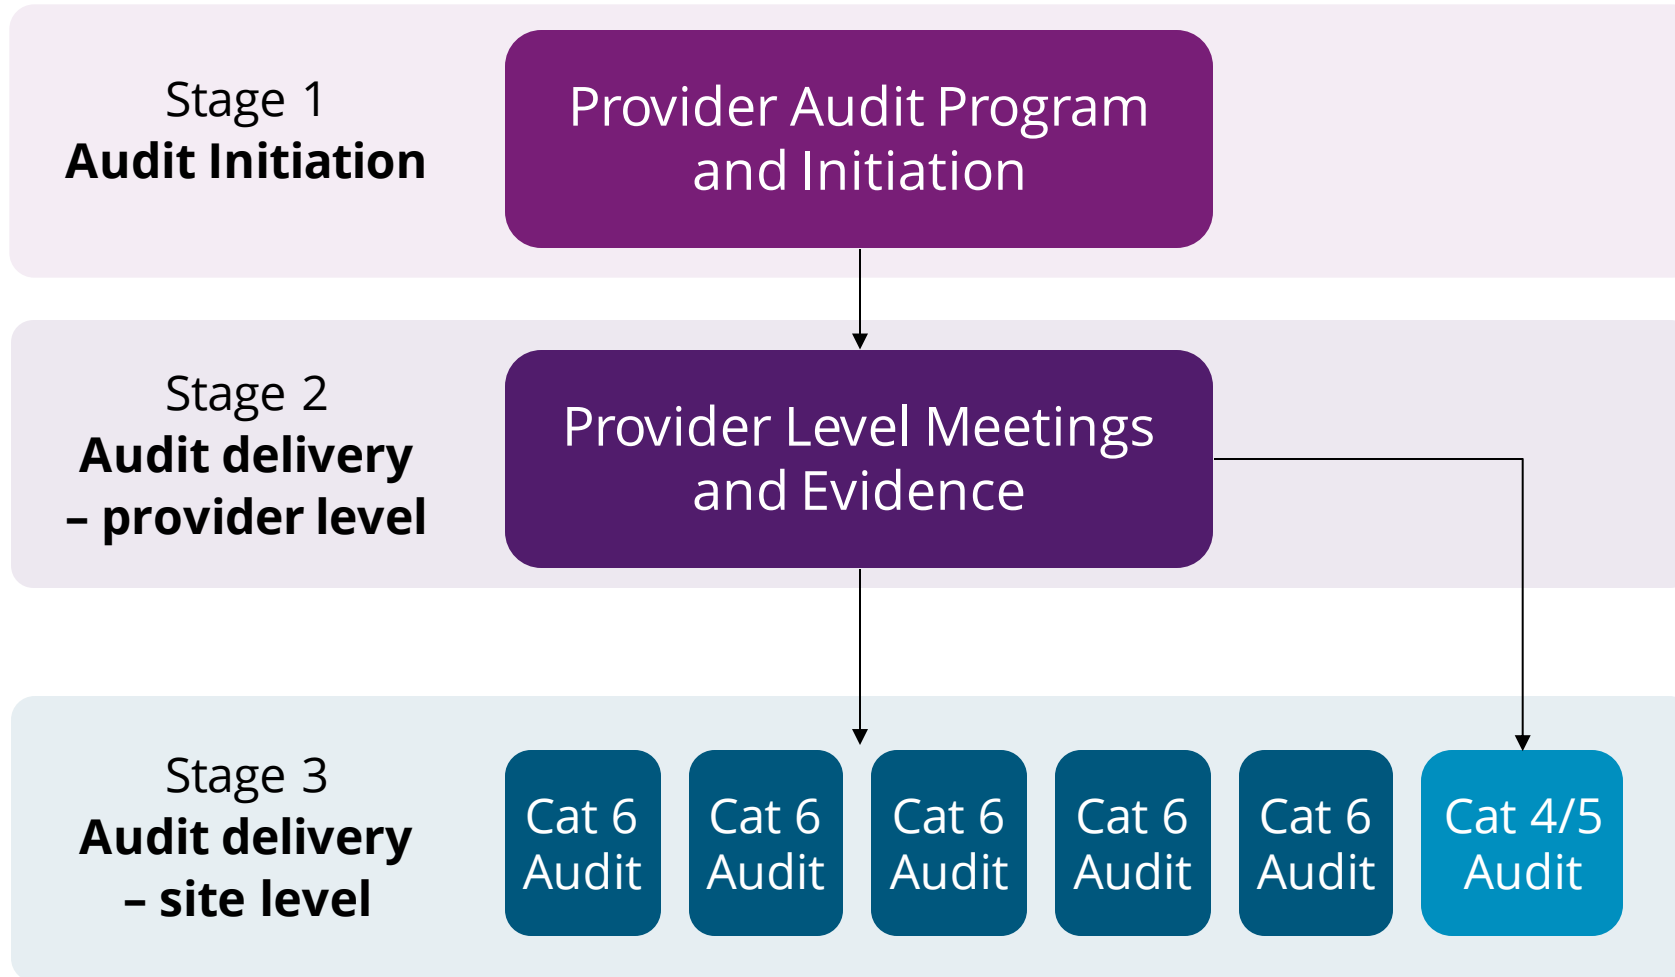 Stage 1
Audit Initiation
Provider Audit Program
and Initiation
Stage 2
Audit delivery
– provider level
Provider Level Meetings
and Evidence
Stage 3
Audit delivery
– site level
Cat 6
Audit
Cat 6
Audit
Cat 6
Audit
Cat 6
Audit
Cat 6
Audit
Cat 4/5
Audit